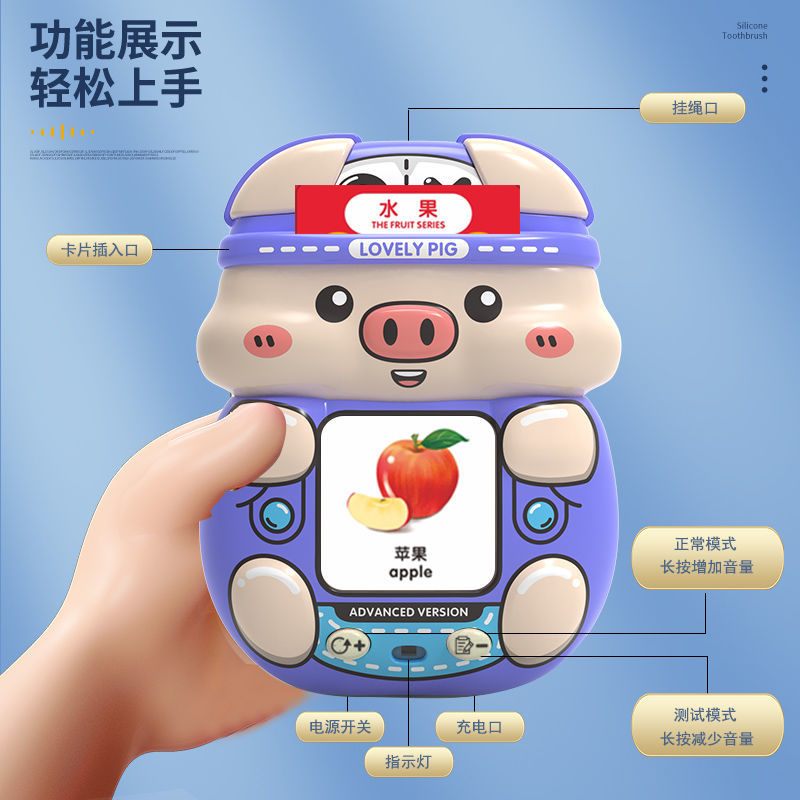 功能展示
轻松上手
Silicone
Toothbrush
挂绳口
水 果
THE FRUIT SERIES
卡片插入口
LOVELY PIG
苹果
apple
正常模式
长按增加音量
ADVANCED VERSION
测试模式
长按减少音量
电源开关
充电口
指示灯